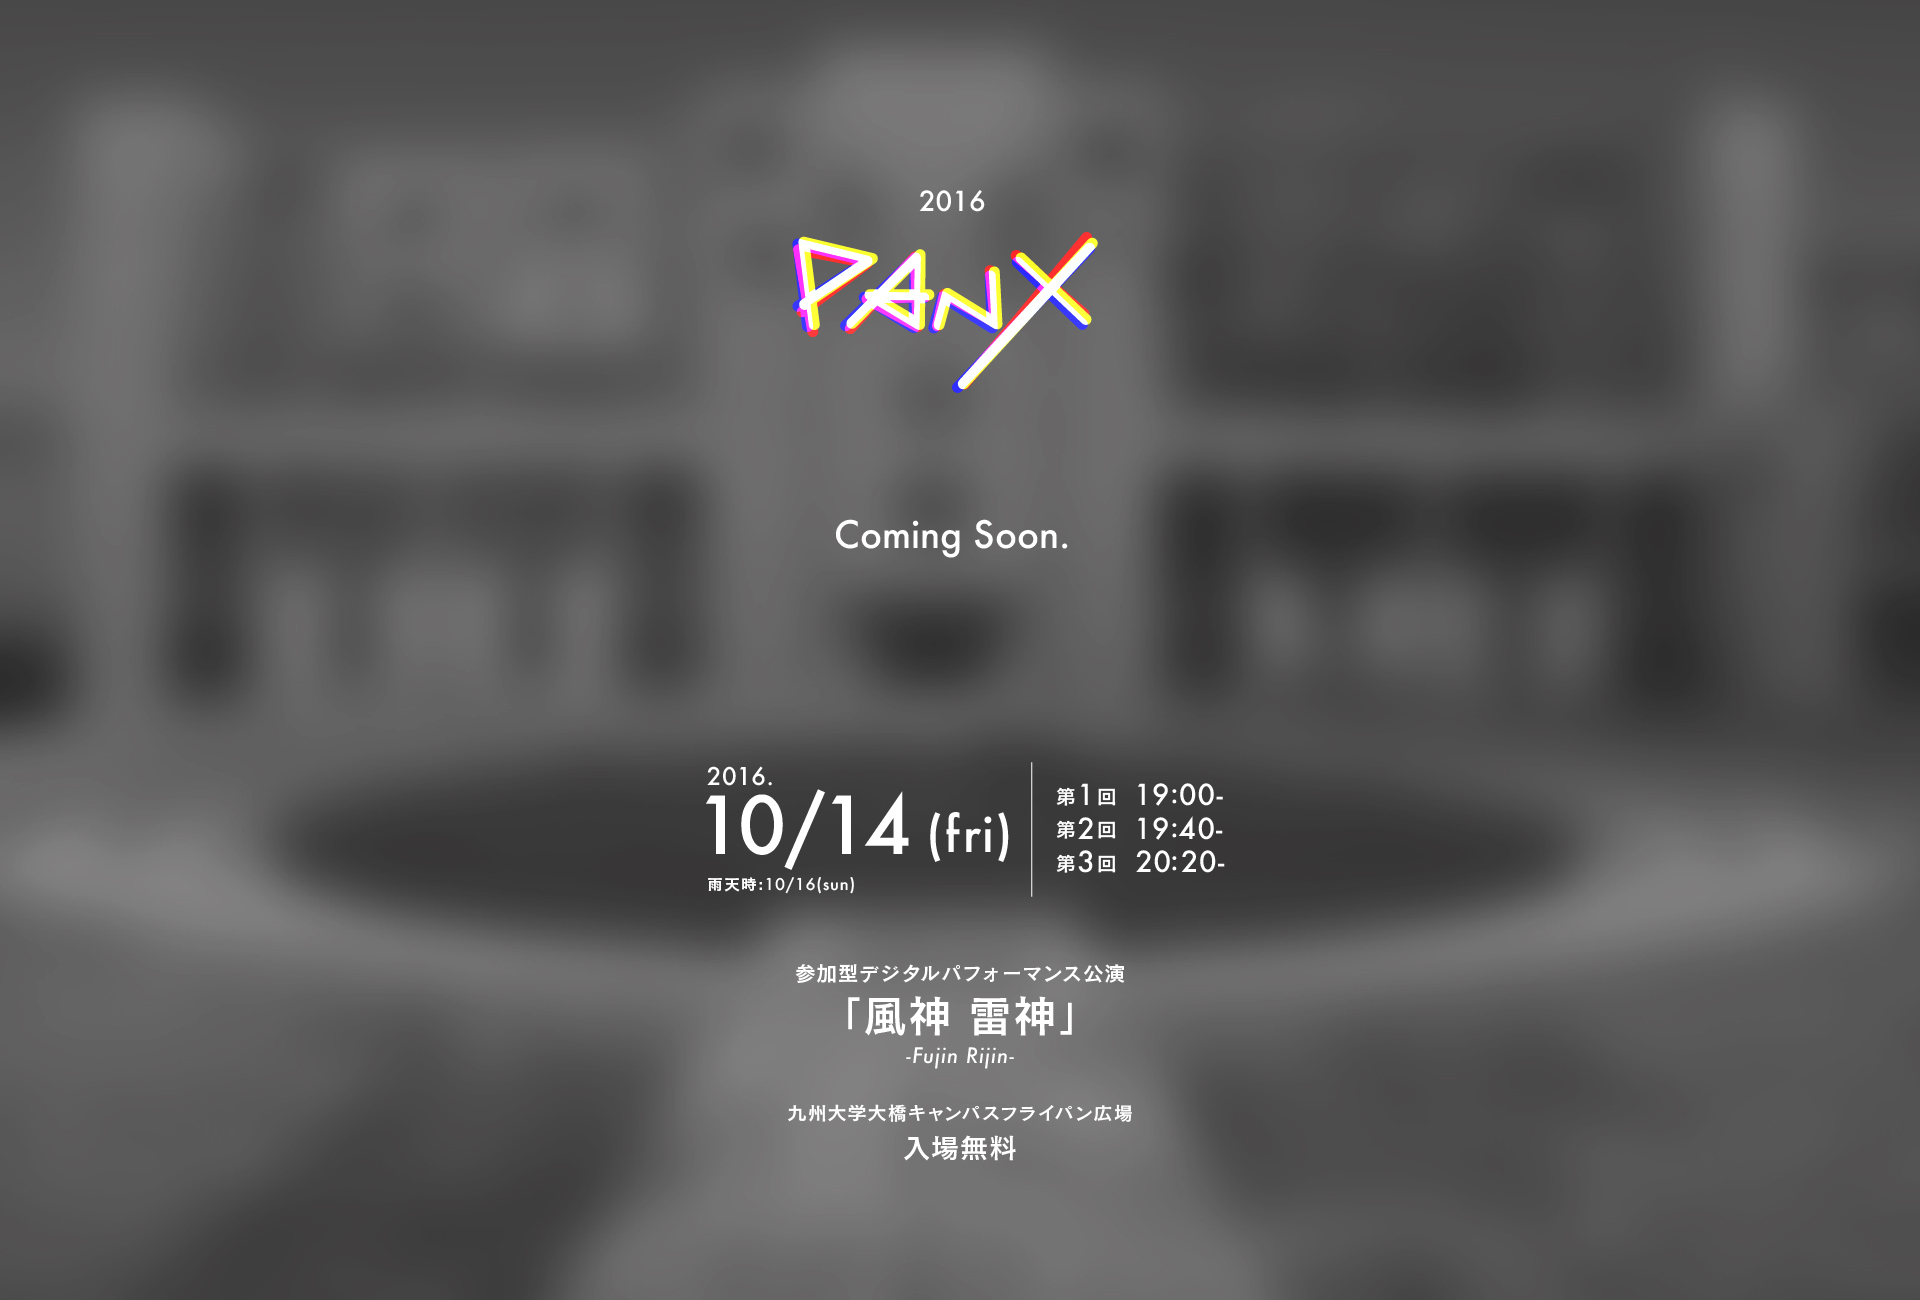 2016
PANX
Coming Soon.
2016.
10/14 (fri)
雨天時:10/16(sun)
第1回 19:00-
第2回 19:40-
第3回 20:20-
参加型デジタルパフォーマンス公演
「風神 雷神」
-Fujin Rijin-
九州大学大橋キャンパスフライパン広場
入場無料